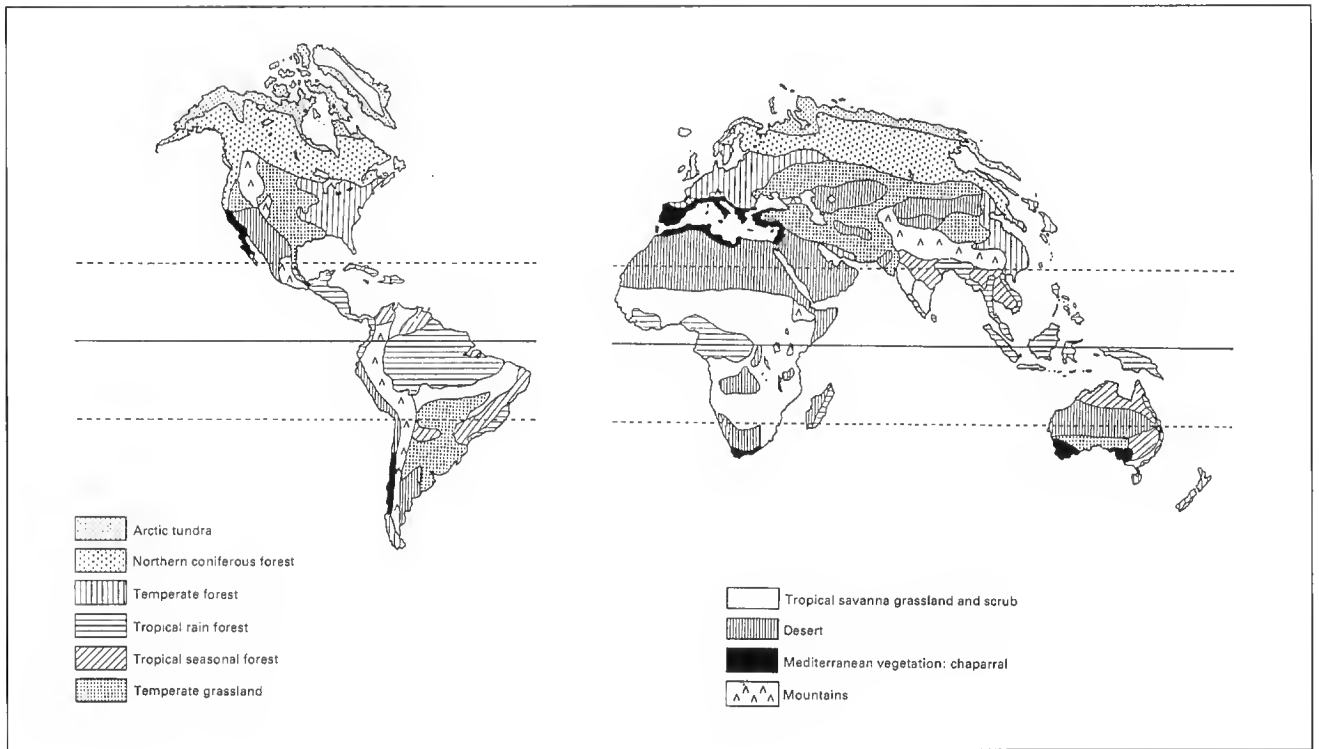 Arctic tundra
Northern coniferous forest
Temperate forest
Tropical rain forest
Tropical seasonal forest
Temperate grassland
Tropical savanna grassland and scrub
Desert
Mediterranean vegetation: chaparral
Mountains